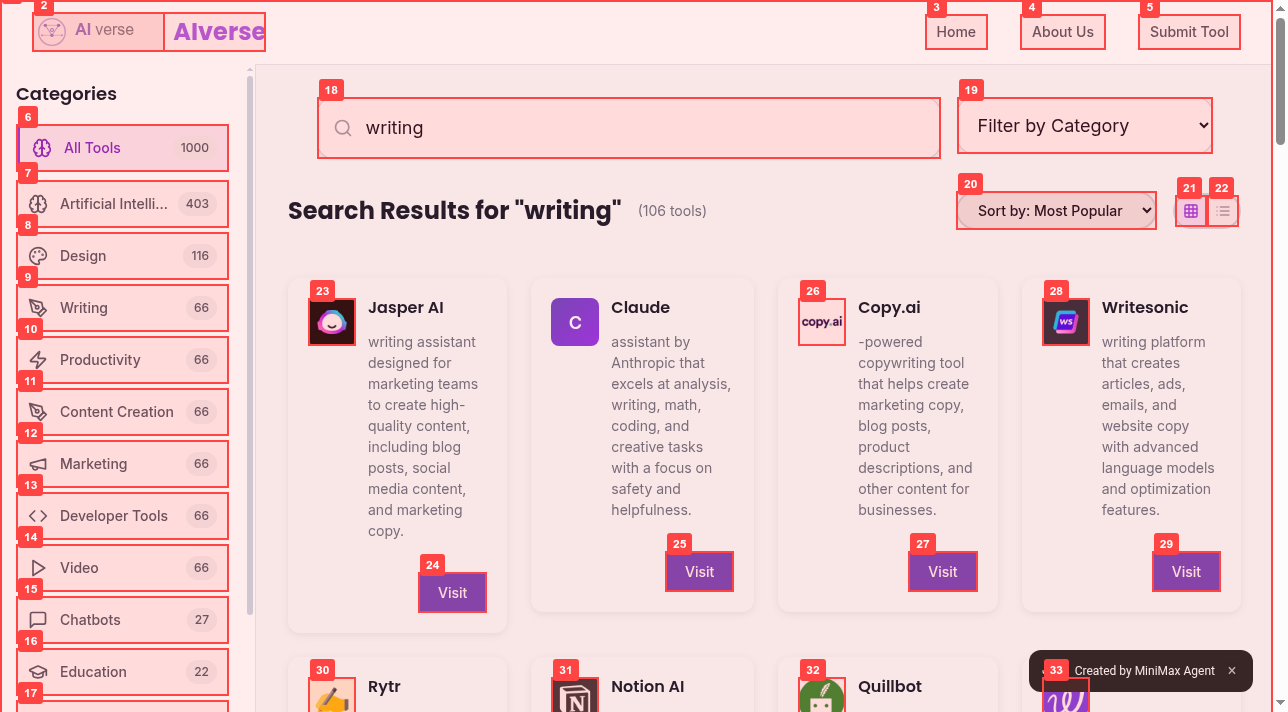 2
AI verse
AIverse
3
Home
4
About Us
5
Submit Tool
Categories
6
All Tools 1000
7
Artificial Intelli... 403
8
Design 116
9
Writing 66
10
Productivity 66
11
Content Creation 66
12
Marketing 66
13
Developer Tools 66
14
Video 66
15
Chatbots 27
16
Education 22
17
18
writing
19
Filter by Category
Search Results for "writing" (106 tools)
20
Sort by: Most Popular
21
22
23
Jasper AI
writing assistant
designed for
marketing teams
to create high-
quality content,
including blog
posts, social
media content,
and marketing
copy.
24
Visit
C
Claude
assistant by
Anthropic that
excels at analysis,
writing, math,
coding, and
creative tasks
with a focus on
safety and
helpfulness.
25
Visit
26
copy.ai
Copy.ai
-powered
copywriting tool
that helps create
marketing copy,
blog posts,
product
descriptions, and
other content for
businesses.
27
Visit
28
WS
Writesonic
writing platform
that creates
articles, ads,
emails, and
website copy
with advanced
language models
and optimization
features.
29
Visit
30
Rytr
31
Notion AI
32
Quillbot
33
Created by MiniMax Agent ×